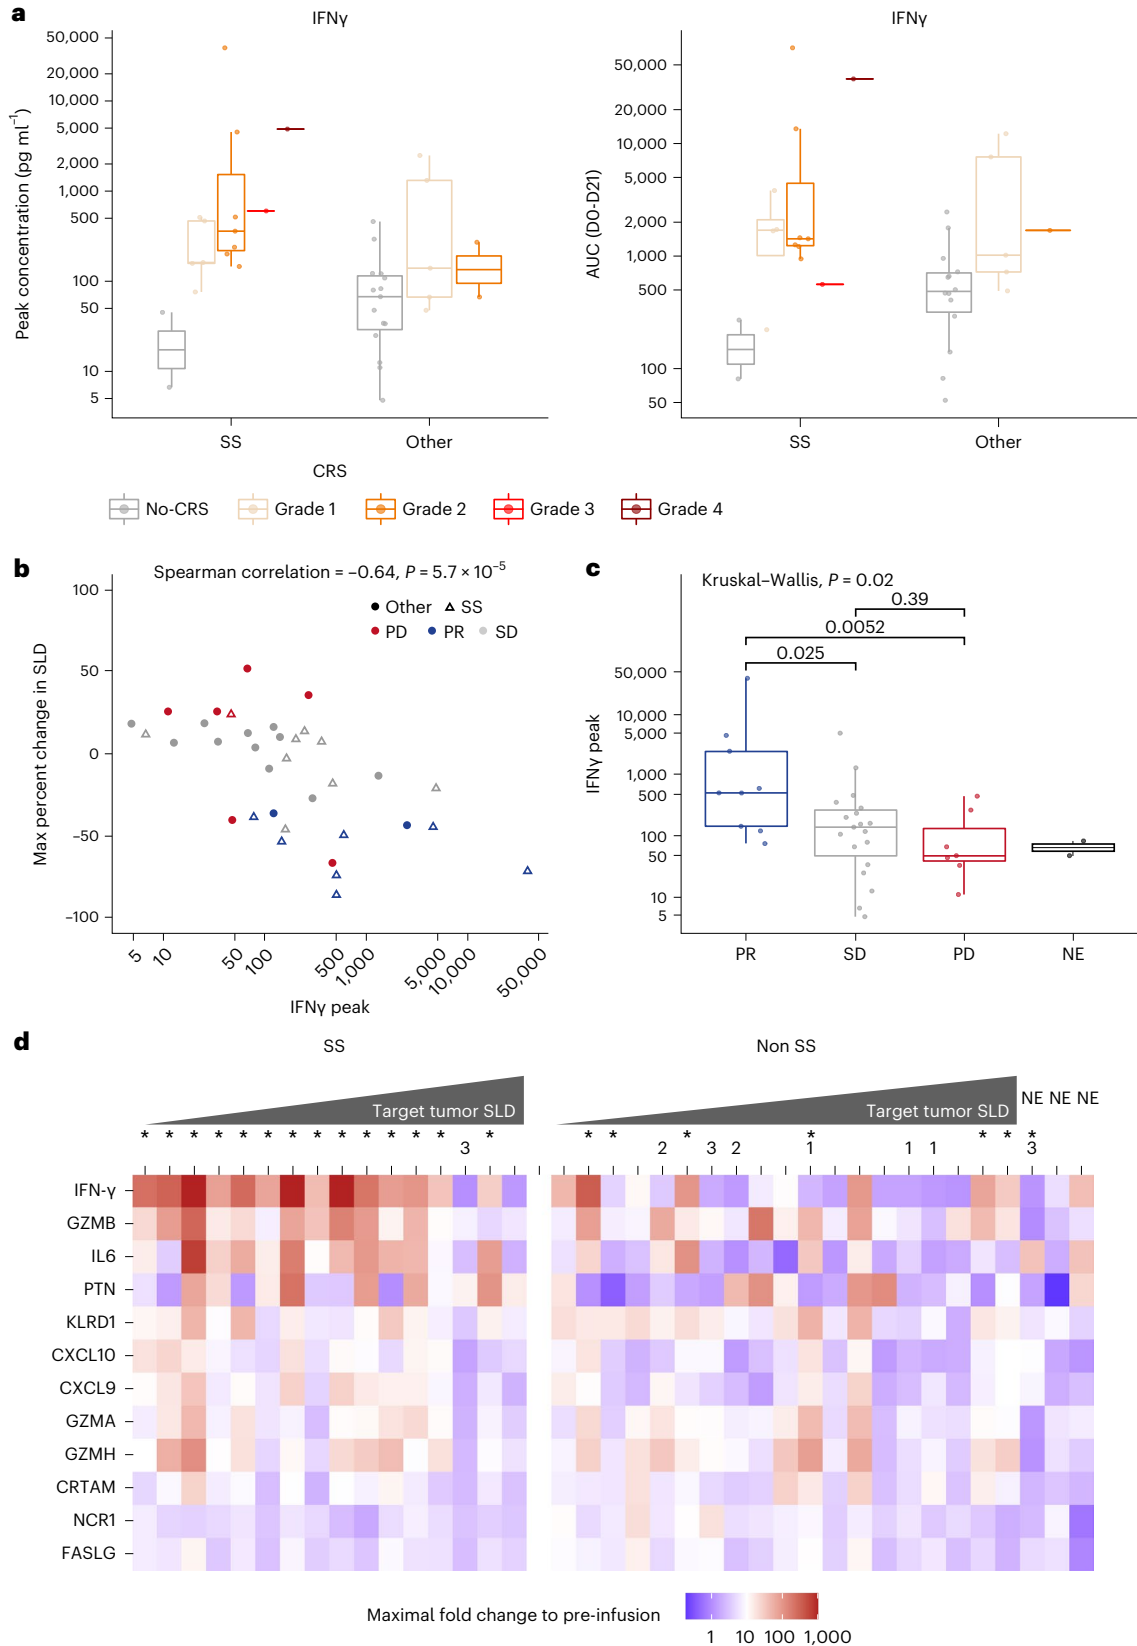 a
IFNγ
IFNγ
Peak concentration (pg ml⁻¹)
50,000
20,000
10,000
5,000
2,000
1,000
500
100
50
10
5
SS
Other
AUC (D0-D21)
50,000
20,000
10,000
5,000
2,000
1,000
500
100
50
SS
Other
CRS
No-CRS Grade 1 Grade 2 Grade 3 Grade 4
b
Spearman correlation = –0.64, P = 5.7 × 10⁻⁵
Other SS
PD PR SD
Max percent change in SLD
100
50
0
–50
–100
5 10 50 100 500 1,000 5,000 10,000 50,000
IFNγ peak
c
Kruskal–Wallis, P = 0.02
0.39
0.0052
0.025
IFNγ peak
50,000
10,000
5,000
1,000
500
100
50
10
5
PR SD PD NE
d
SS
Non SS
Target tumor SLD
Target tumor SLD
NE NE NE
* * * * * * * * * * * * * *
* * * * * * *
3
2 3 2 1 1 1 3
IFN-γ
GZMB
IL6
PTN
KLRD1
CXCL10
CXCL9
GZMA
GZMH
CRTAM
NCR1
FASLG
Maximal fold change to pre-infusion
1 10 100 1,000